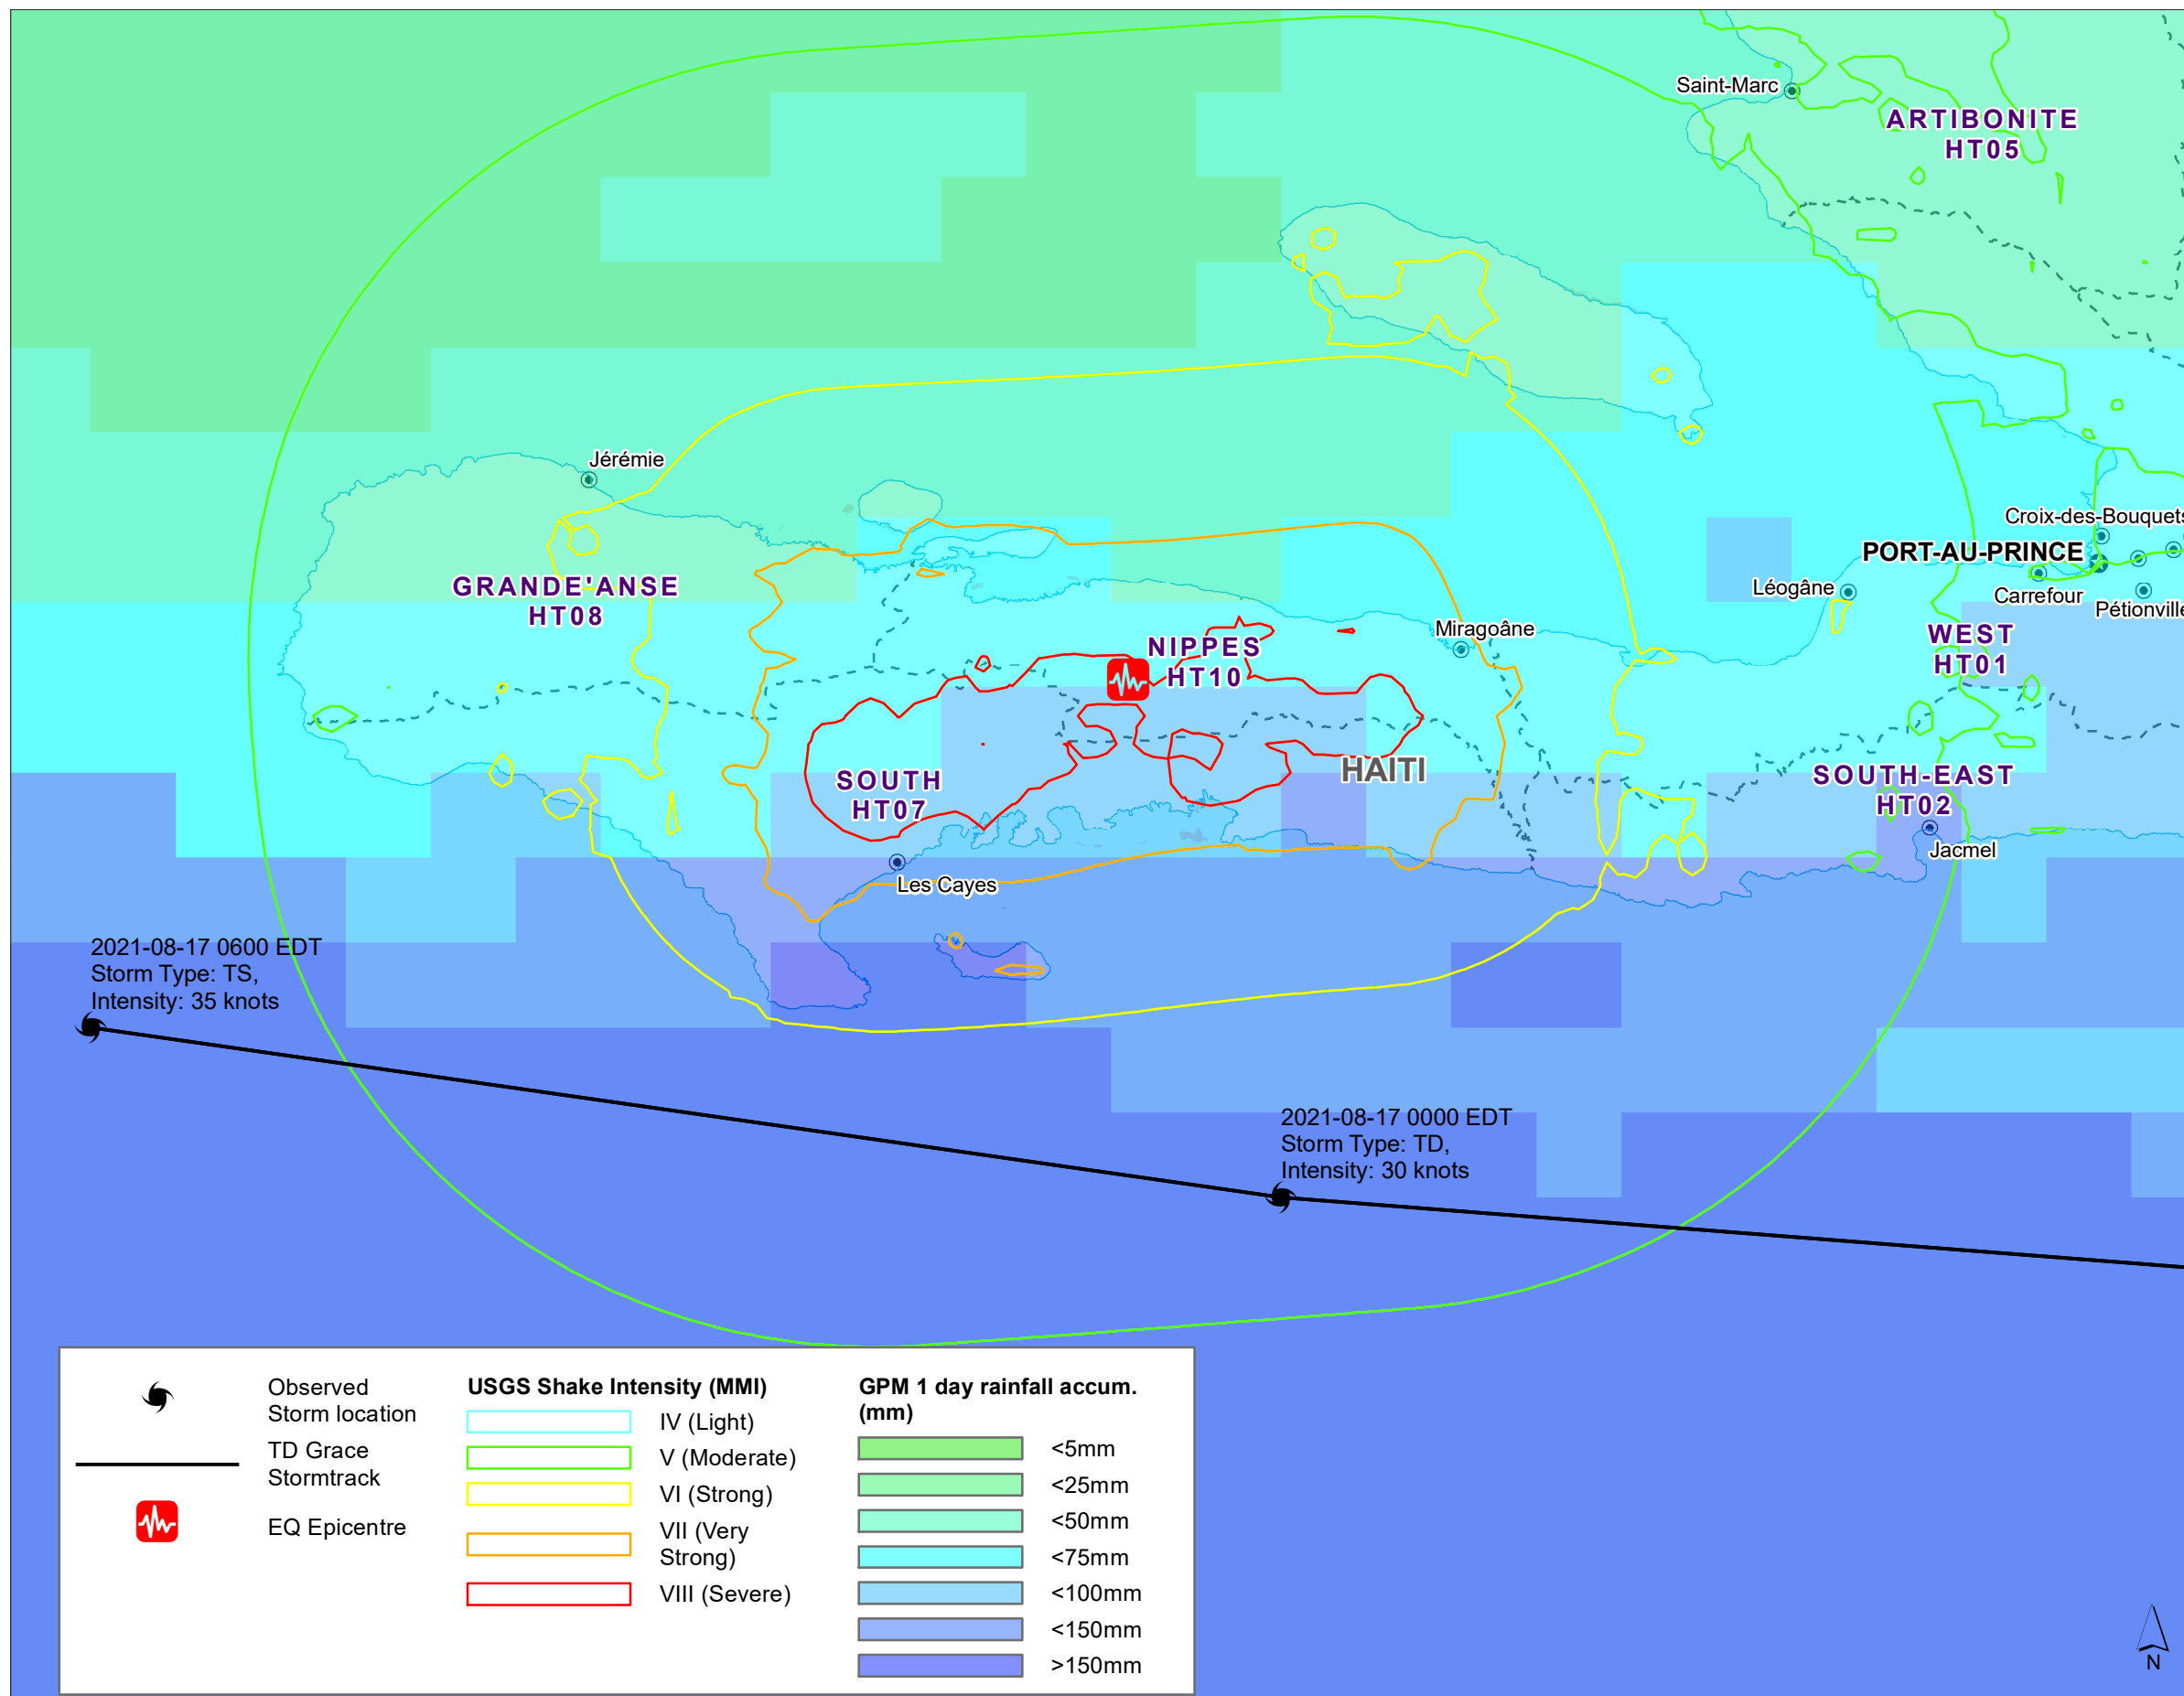 Saint-Marc
ARTIBONITE
HT05
Jérémie
Croix-des-Bouquets
PORT-AU-PRINCE
Léogâne
Carrefour
Pétionville
GRANDE'ANSE
HT08
Miragoâne
NIPPES
HT10
WEST
HT01
SOUTH
HT07
HAITI
SOUTH-EAST
HT02
Jacmel
Les Cayes
2021-08-17 0600 EDT
Storm Type: TS,
Intensity: 35 knots
2021-08-17 0000 EDT
Storm Type: TD,
Intensity: 30 knots
Observed
Storm location
TD Grace
Stormtrack
EQ Epicentre
USGS Shake Intensity (MMI)
IV (Light)
V (Moderate)
VI (Strong)
VII (Very
Strong)
VIII (Severe)
GPM 1 day rainfall accum.
(mm)
<5mm
<25mm
<50mm
<75mm
<100mm
<150mm
>150mm
N